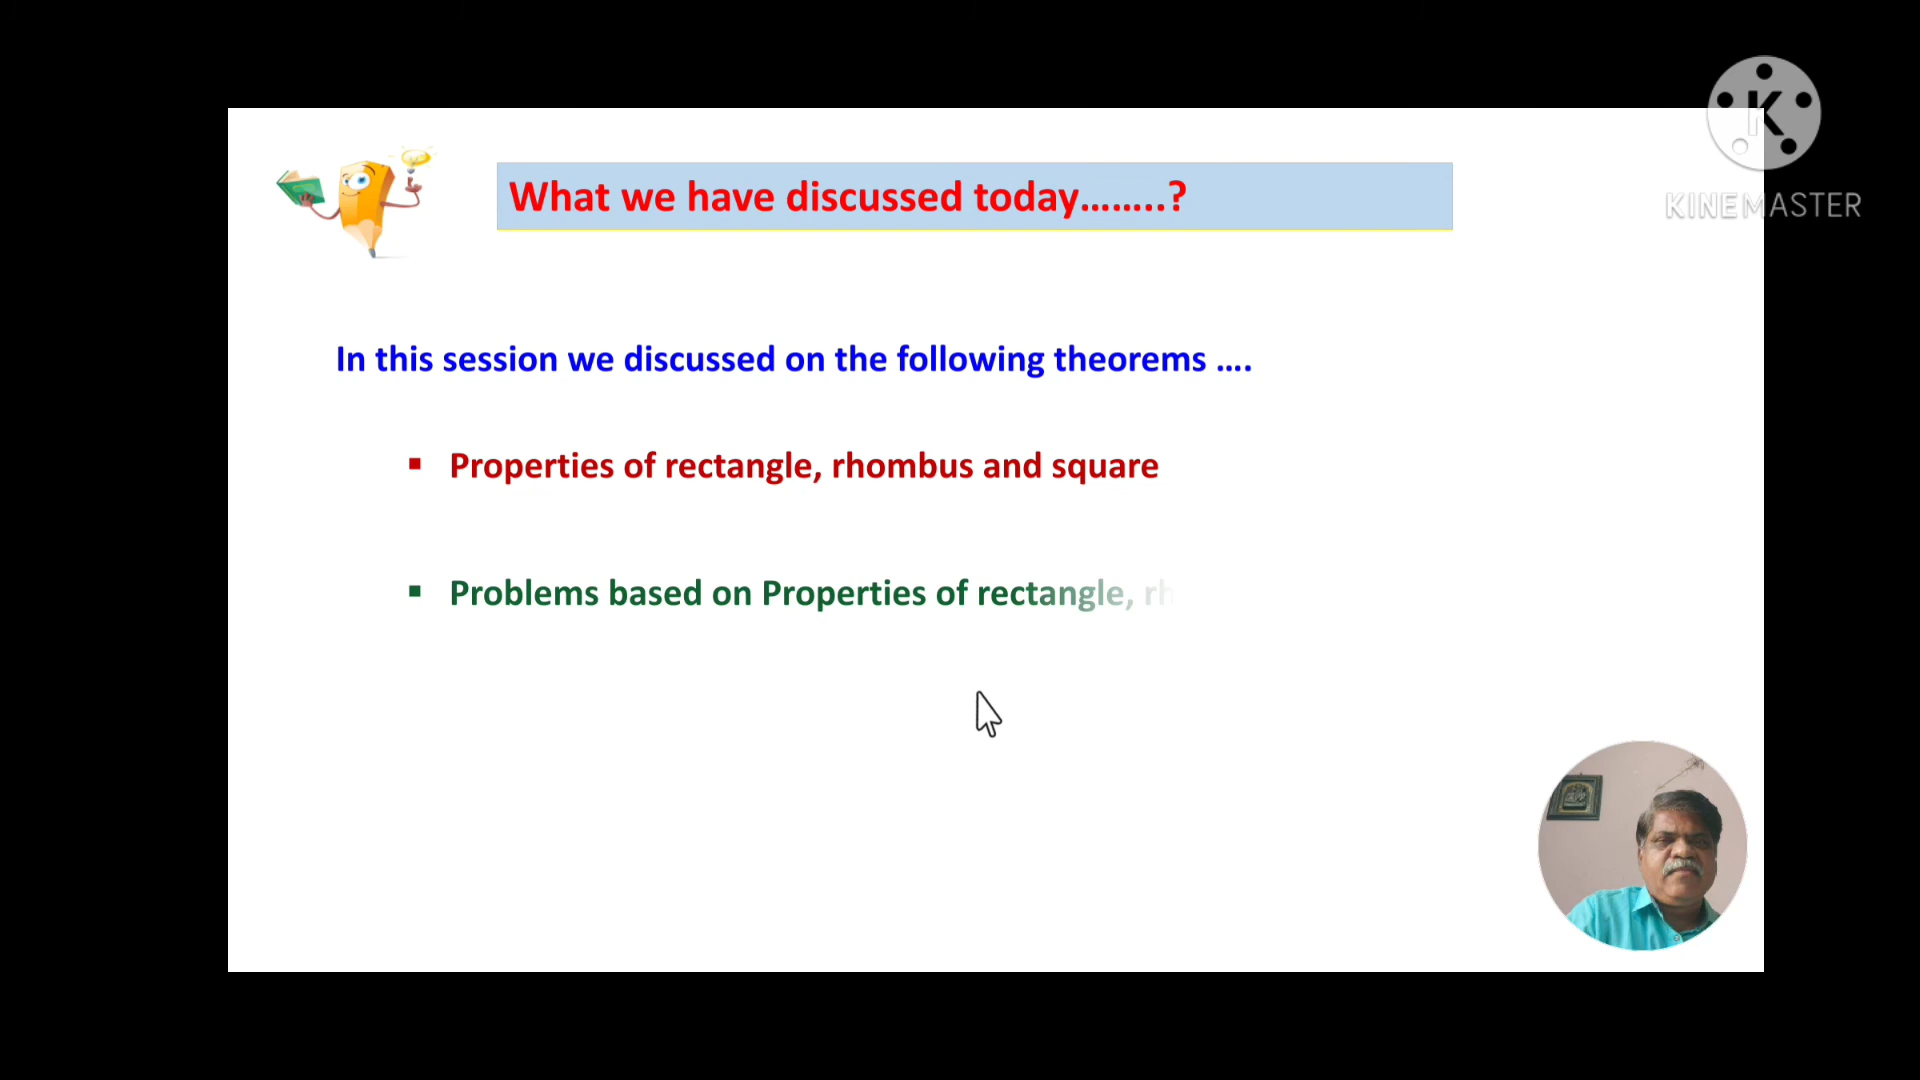 What we have discussed today……..?
K
KINEMASTER
In this session we discussed on the following theorems ….
▪ Properties of rectangle, rhombus and square
▪ Problems based on Properties of rectangle,